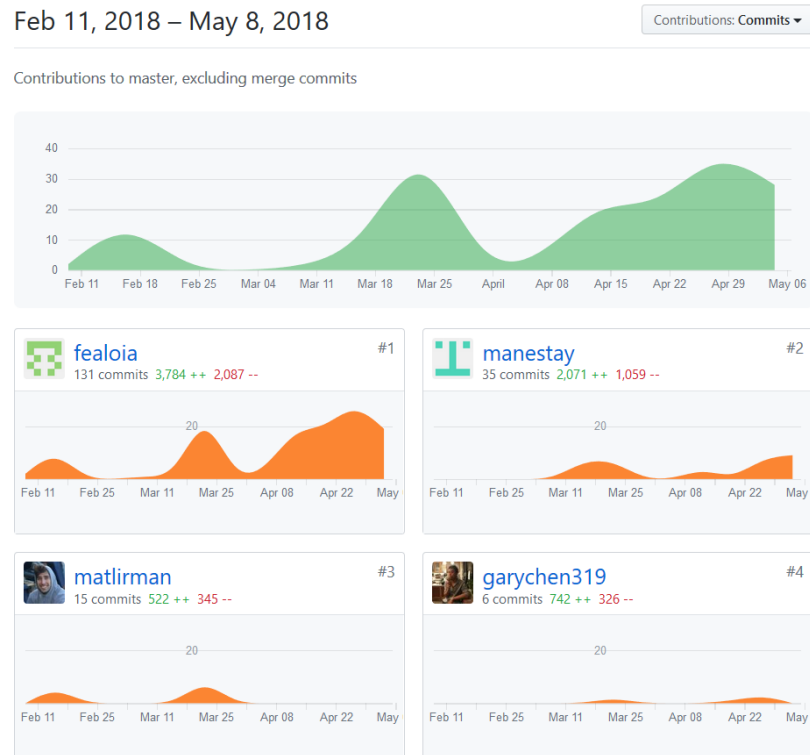 Feb 11, 2018 – May 8, 2018
Contributions: Commits
Contributions to master, excluding merge commits
40
30
20
10
0
Feb 11 Feb 18 Feb 25 Mar 04 Mar 11 Mar 18 Mar 25 April Apr 08 Apr 15 Apr 22 Apr 29 May 06
fealoia
#1
131 commits 3,784 ++ 2,087 --
20
Feb 11 Feb 25 Mar 11 Mar 25 Apr 08 Apr 22 May
manestay
#2
35 commits 2,071 ++ 1,059 --
20
Feb 11 Feb 25 Mar 11 Mar 25 Apr 08 Apr 22 May
matlirman
#3
15 commits 522 ++ 345 --
20
Feb 11 Feb 25 Mar 11 Mar 25 Apr 08 Apr 22 May
garychen319
#4
6 commits 742 ++ 326 --
20
Feb 11 Feb 25 Mar 11 Mar 25 Apr 08 Apr 22 May